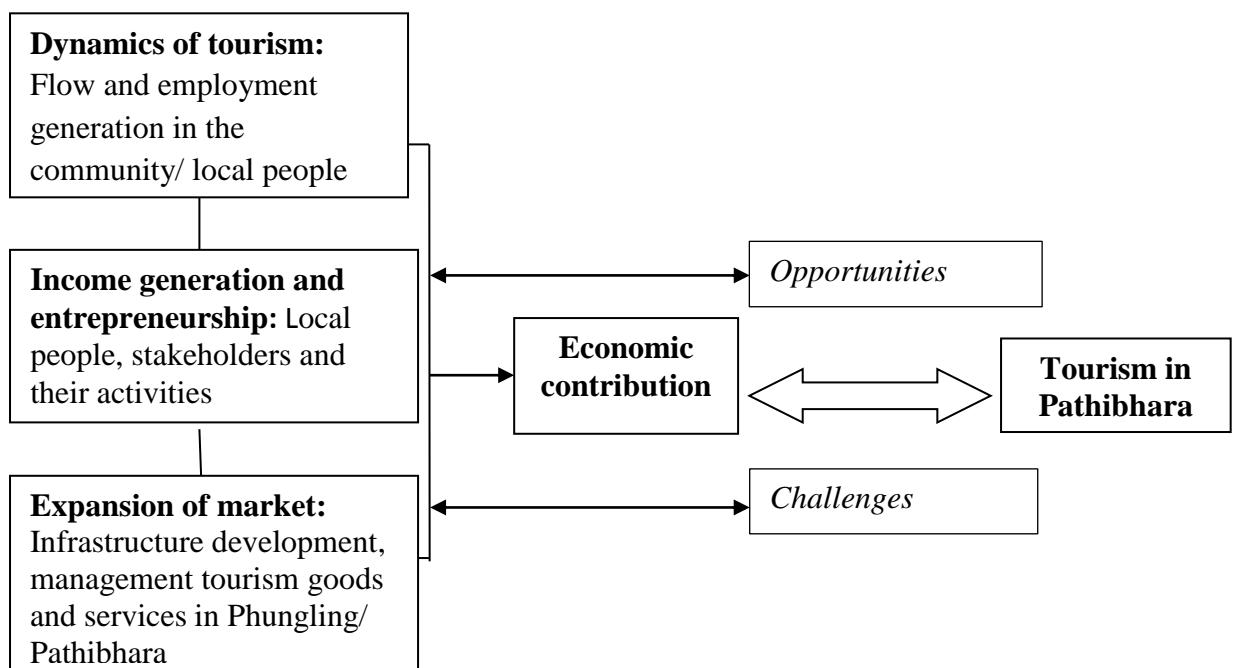 Dynamics of tourism:
Flow and employment
generation in the
community/ local people
Income generation and
entrepreneurship: Local
people, stakeholders and
their activities
Expansion of market:
Infrastructure development,
management tourism goods
and services in Phungling/
Pathibhara
Opportunities
Economic
contribution
Challenges
Tourism in
Pathibhara